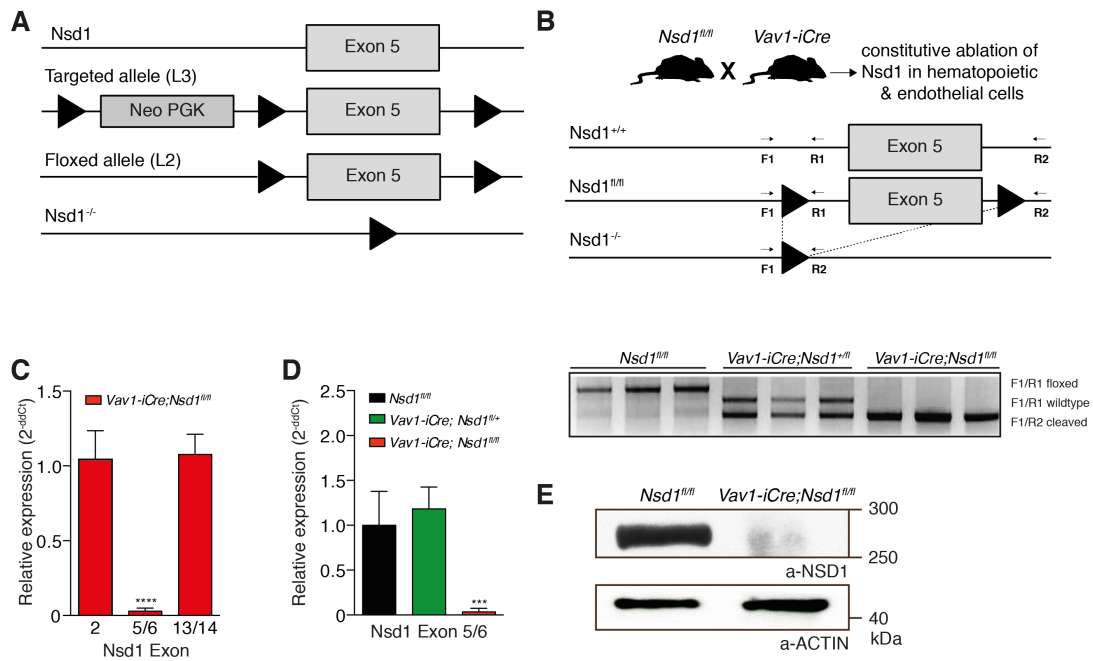 A
Nsd1
Exon 5
Targeted allele (L3)
Neo PGK
Exon 5
Floxed allele (L2)
Exon 5
Nsd1-/-
B
Nsd1fl/fl
Vav1-iCre
X
constitutive ablation of
Nsd1 in hematopoietic
& endothelial cells
Nsd1+/+
F1
R1
Exon 5
R2
Nsd1fl/fl
F1
R1
Exon 5
R2
Nsd1-/-
F1
R2
Nsd1fl/fl
Vav1-iCre;Nsd1+/fl
Vav1-iCre;Nsd1fl/fl
F1/R1 floxed
F1/R1 wildtype
F1/R2 cleaved
C
Relative expression (2-ddCt)
1.5
1.0
0.5
0
Vav1-iCre;Nsd1fl/fl
****
2
5/6
13/14
Nsd1 Exon
D
Relative expression (2-ddCt)
2.5
2.0
1.5
1.0
0.5
0
Nsd1fl/fl
Vav1-iCre; Nsd1fl/+
Vav1-iCre; Nsd1fl/fl
***
Nsd1 Exon 5/6
E
Nsd1fl/fl
Vav1-iCre;Nsd1fl/fl
300
250
a-NSD1
40
kDa
a-ACTIN